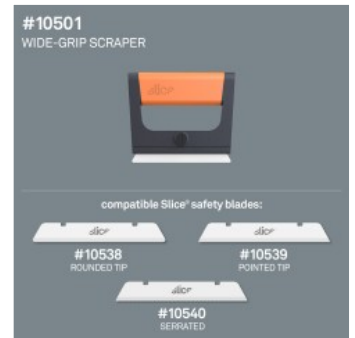 #10501
WIDE-GRIP SCRAPER
slice
compatible Slice® safety blades:
slice
slice
#10538
#10539
ROUNDED TIP
POINTED TIP
slice
#10540
SERRATED